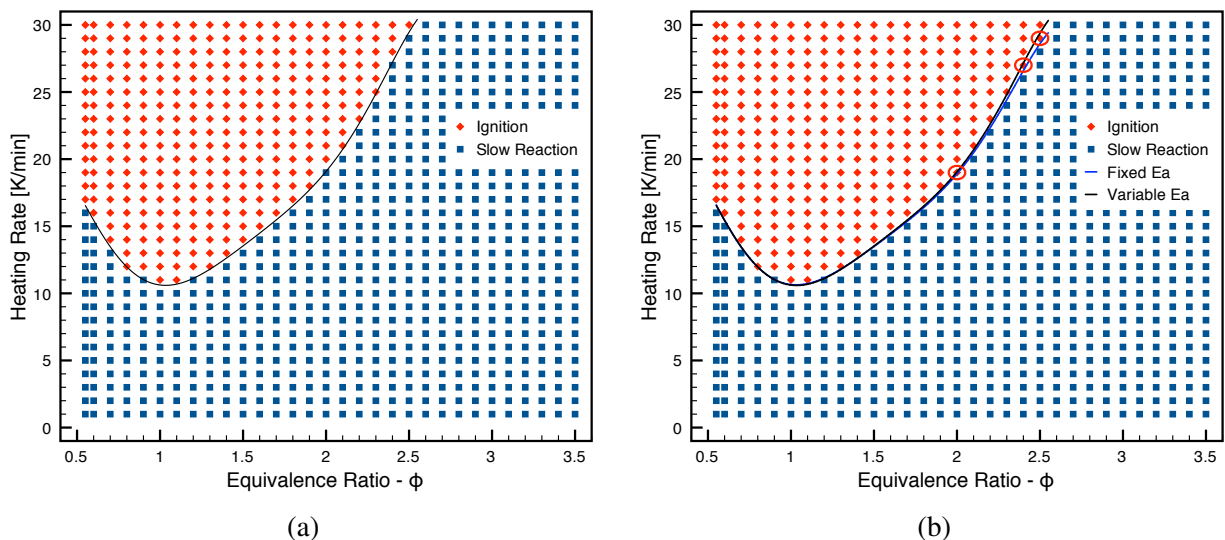 30
25
20
15
10
5
0
Heating Rate [K/min]
Ignition
Slow Reaction
0.5 1 1.5 2 2.5 3 3.5
Equivalence Ratio - ϕ
(a)
30
25
20
15
10
5
0
Heating Rate [K/min]
Ignition
Slow Reaction
Fixed Ea
Variable Ea
0.5 1 1.5 2 2.5 3 3.5
Equivalence Ratio - ϕ
(b)